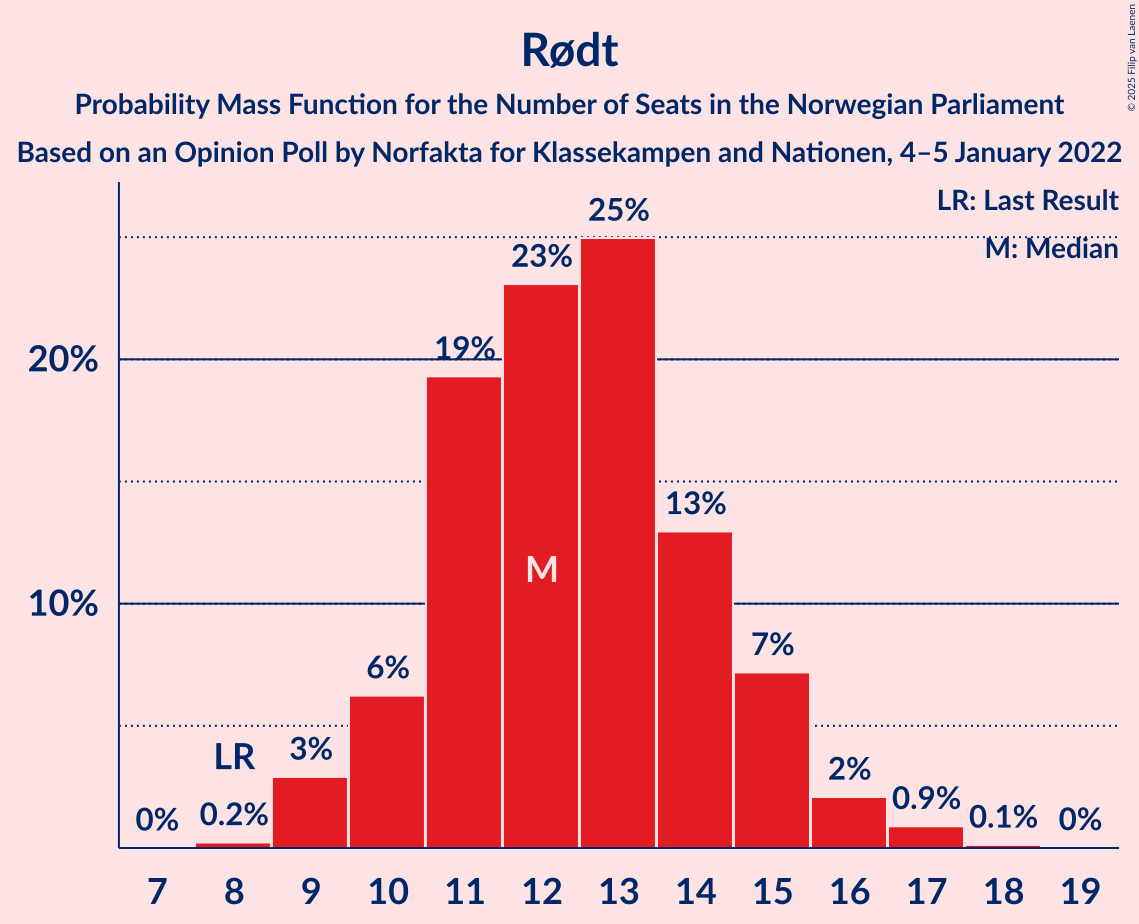 Rødt
Probability Mass Function for the Number of Seats in the Norwegian Parliament
Based on an Opinion Poll by Norfakta for Klassekampen and Nationen, 4–5 January 2022
© 2025 Filip van Laenen
LR: Last Result
M: Median
20%
10%
0%
LR
0.2%
3%
6%
19%
23%
M
25%
13%
7%
2%
0.9%
0.1%
0%
7 8 9 10 11 12 13 14 15 16 17 18 19